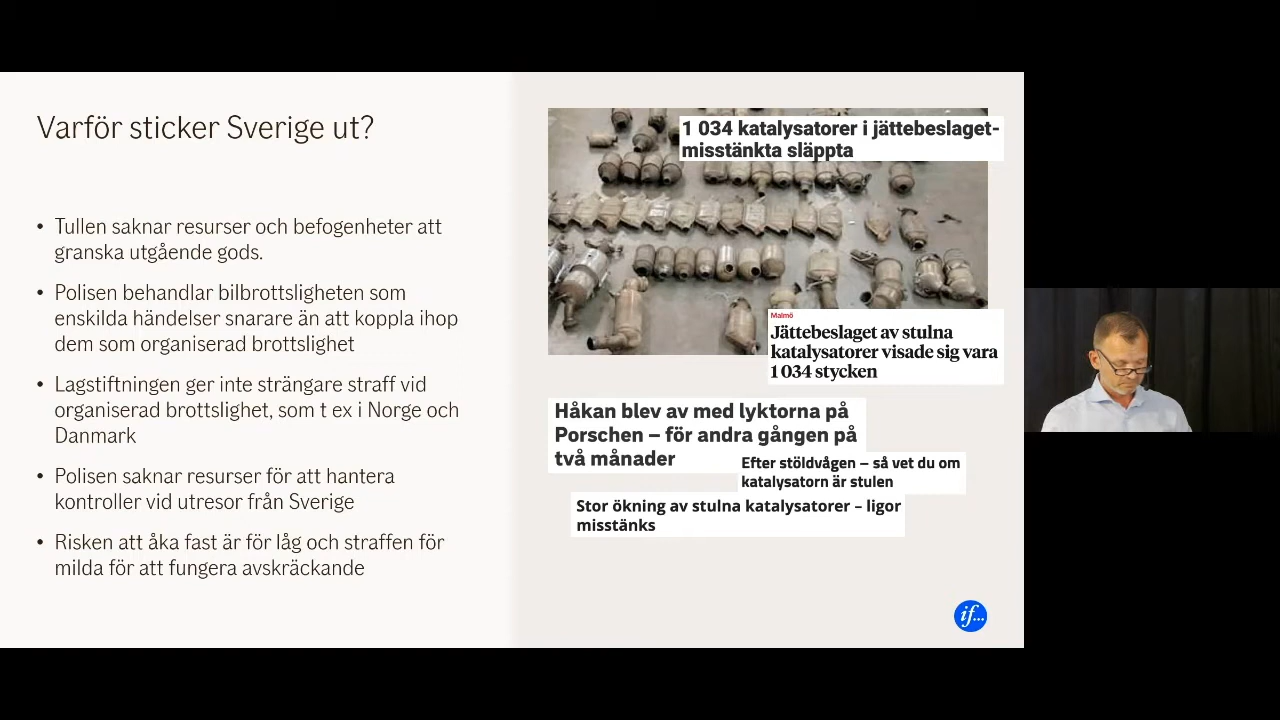 Varför sticker Sverige ut?
• Tullen saknar resurser och befogenheter att
granska utgående gods.
• Polisen behandlar bilbrottsligheten som
enskilda händelser snarare än att koppla ihop
dem som organiserad brottslighet
• Lagstiftningen ger inte strängare straff vid
organiserad brottslighet, som t ex i Norge och
Danmark
• Polisen saknar resurser för att hantera
kontroller vid utresor från Sverige
• Risken att åka fast är för låg och straffen för
milda för att fungera avskräckande
1 034 katalysatorer i jättebeslaget-
misstänkta släppta
Malmö
Jättebeslaget av stulna
katalysatorer visade sig vara
1 034 stycken
Håkan blev av med lyktorna på
Porschen – för andra gången på
två månader
Efter stöldvågen – så vet du om
katalysatorn är stulen
Stor ökning av stulna katalysatorer – ligor
misstänks
if...